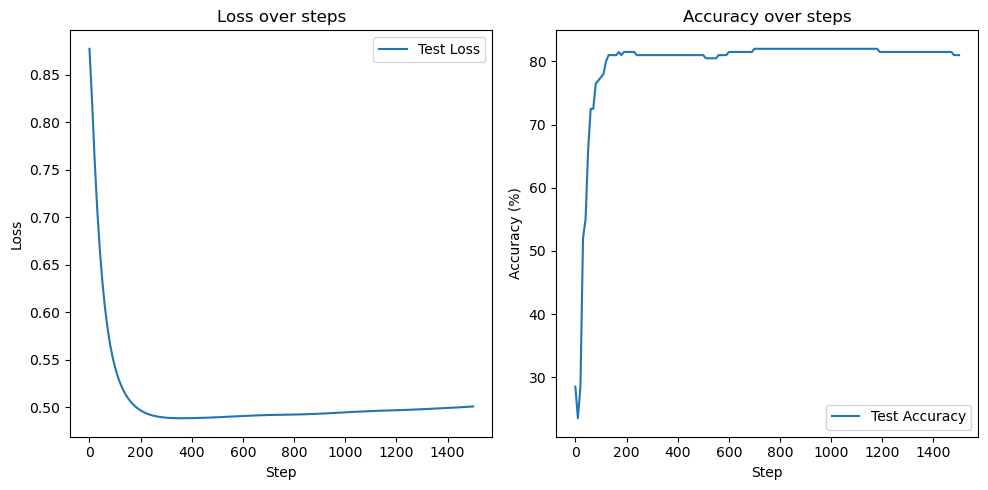 Loss over steps
Test Loss
0.85
0.80
0.75
0.70
0.65
0.60
0.55
0.50
Loss
0 200 400 600 800 1000 1200 1400
Step
Accuracy over steps
80
70
60
50
40
30
Accuracy (%)
Test Accuracy
0 200 400 600 800 1000 1200 1400
Step